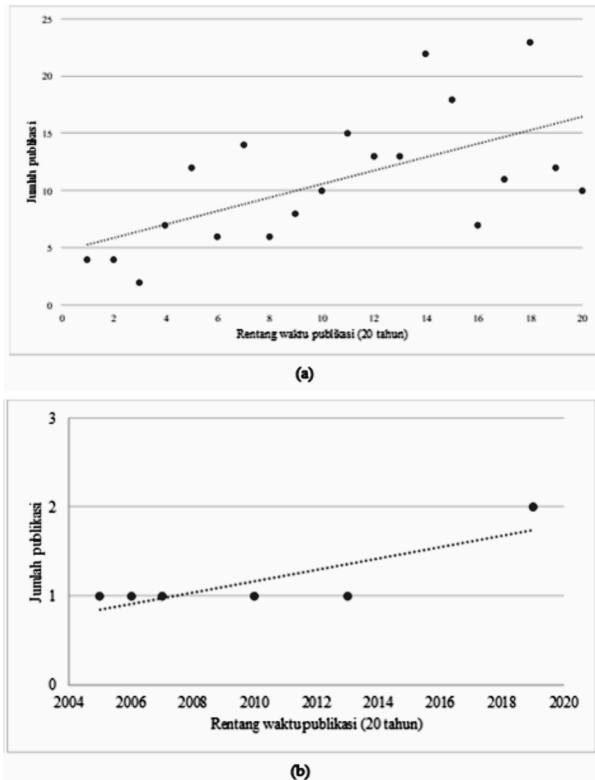 25
20
15
10
5
0
Jumlah publikasi
0 2 4 6 8 10 12 14 16 18 20
Rentang waktu publikasi (20 tahun)
(a)
3
2
1
0
Jumlah publikasi
2004 2006 2008 2010 2012 2014 2016 2018 2020
Rentang waktu publikasi (20 tahun)
(b)